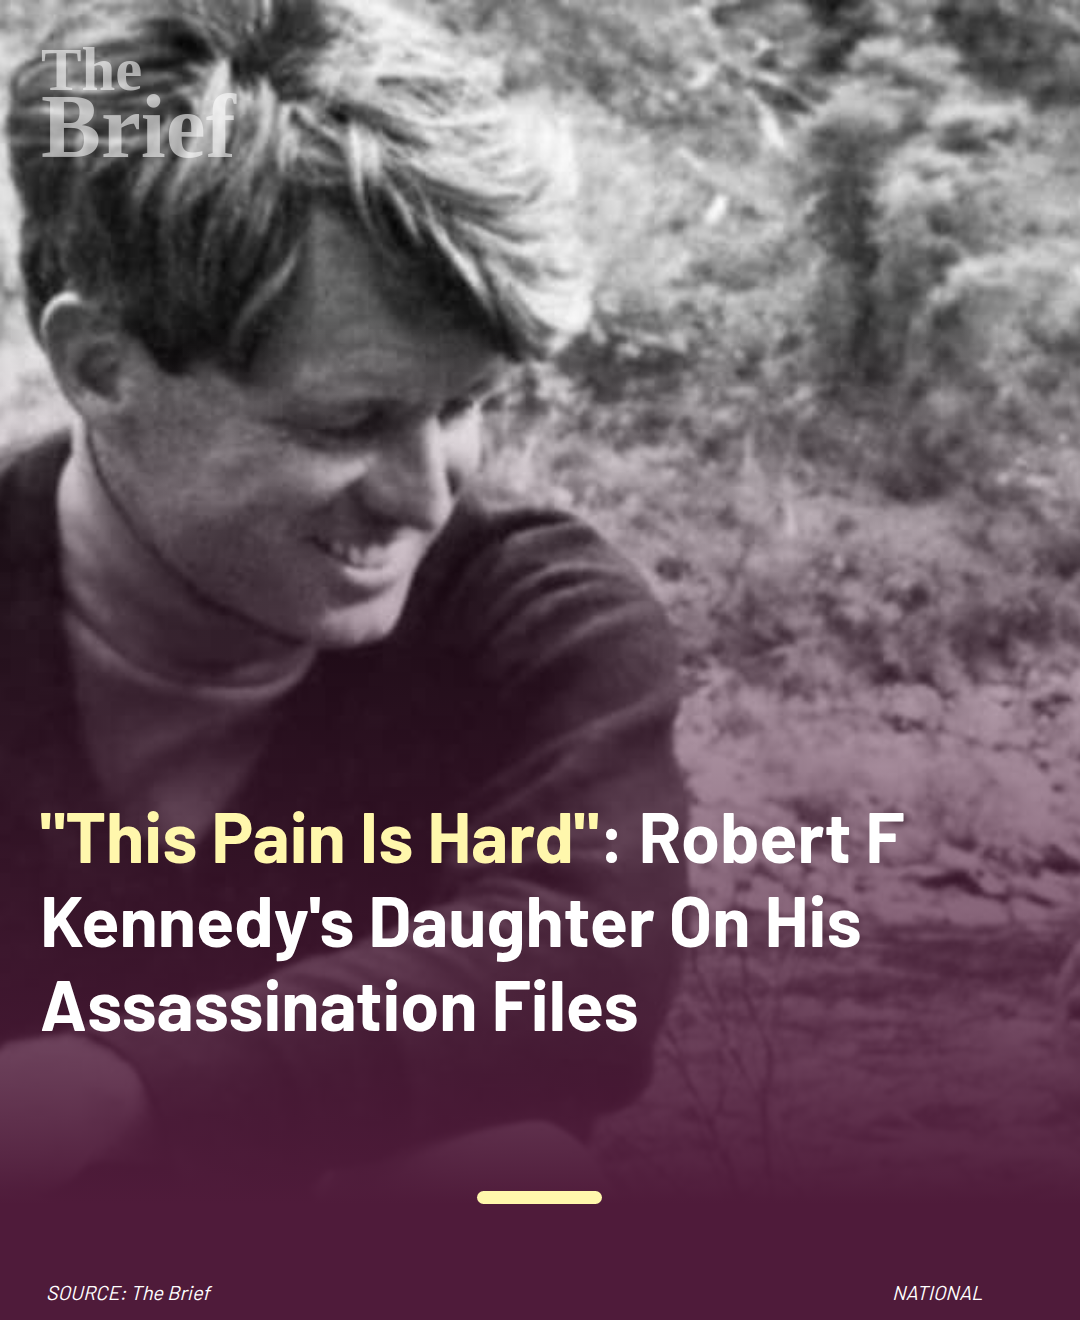 The
Brief
"This Pain Is Hard": Robert F
Kennedy's Daughter On His
Assassination Files
SOURCE: The Brief
NATIONAL